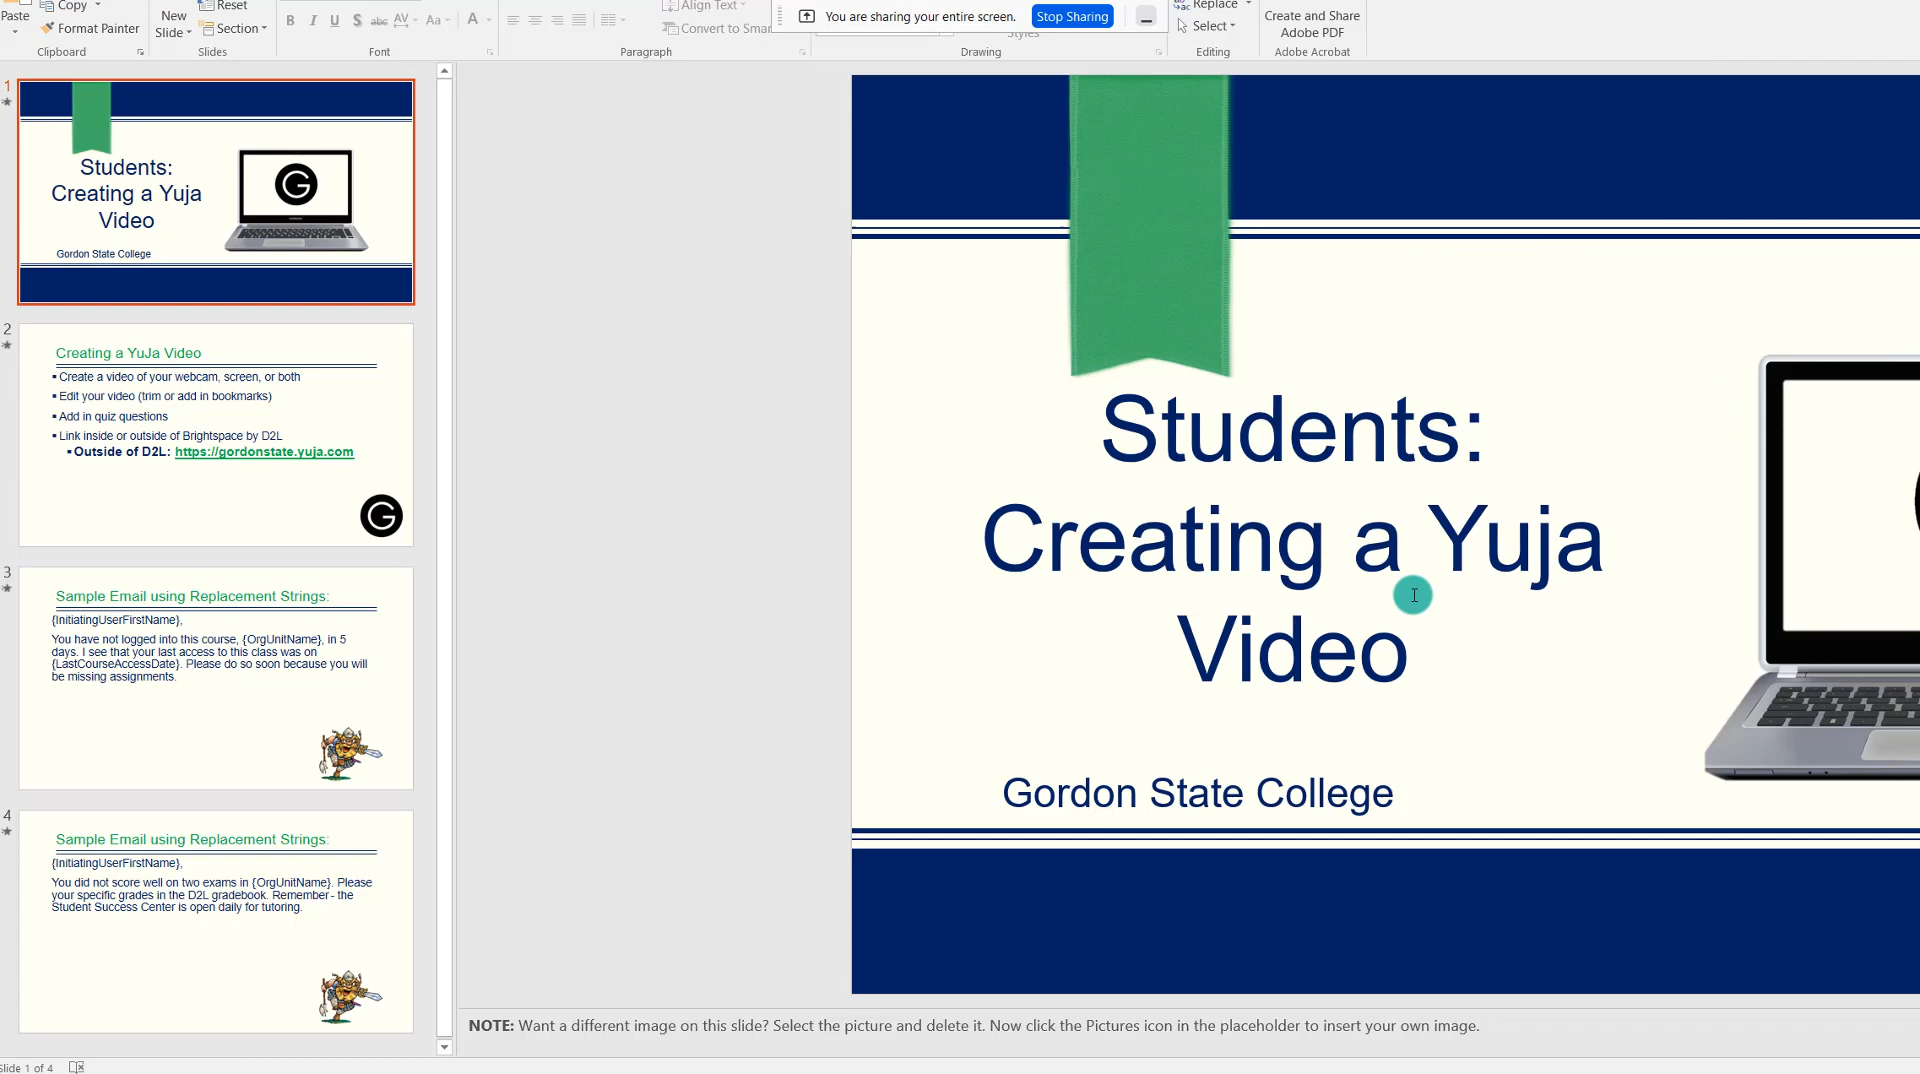 Paste
Copy
Format Painter
Clipboard
New
Slide
Reset
Section
Slides
B I U S abc AV Aa A
Font
Align Text
Convert to Smar
Paragraph
You are sharing your entire screen.
Stop Sharing
Styles
Drawing
Replace
Select
Editing
Create and Share
Adobe PDF
Adobe Acrobat
1
Students:
Creating a Yuja
Video
G
Gordon State College
2
Creating a YuJa Video
▪ Create a video of your webcam, screen, or both
▪ Edit your video (trim or add in bookmarks)
▪ Add in quiz questions
▪ Link inside or outside of Brightspace by D2L
▪ Outside of D2L: https://gordonstate.yuja.com
G
3
Sample Email using Replacement Strings:
{InitiatingUserFirstName},
You have not logged into this course, {OrgUnitName}, in 5
days. I see that your last access to this class was on
{LastCourseAccessDate}. Please do so soon because you will
be missing assignments.
4
Sample Email using Replacement Strings:
{InitiatingUserFirstName},
You did not score well on two exams in {OrgUnitName}. Please
your specific grades in the D2L gradebook. Remember - the
Student Success Center is open daily for tutoring.
Students:
Creating a Yuja
Video
Gordon State College
NOTE: Want a different image on this slide? Select the picture and delete it. Now click the Pictures icon in the placeholder to insert your own image.
Slide 1 of 4